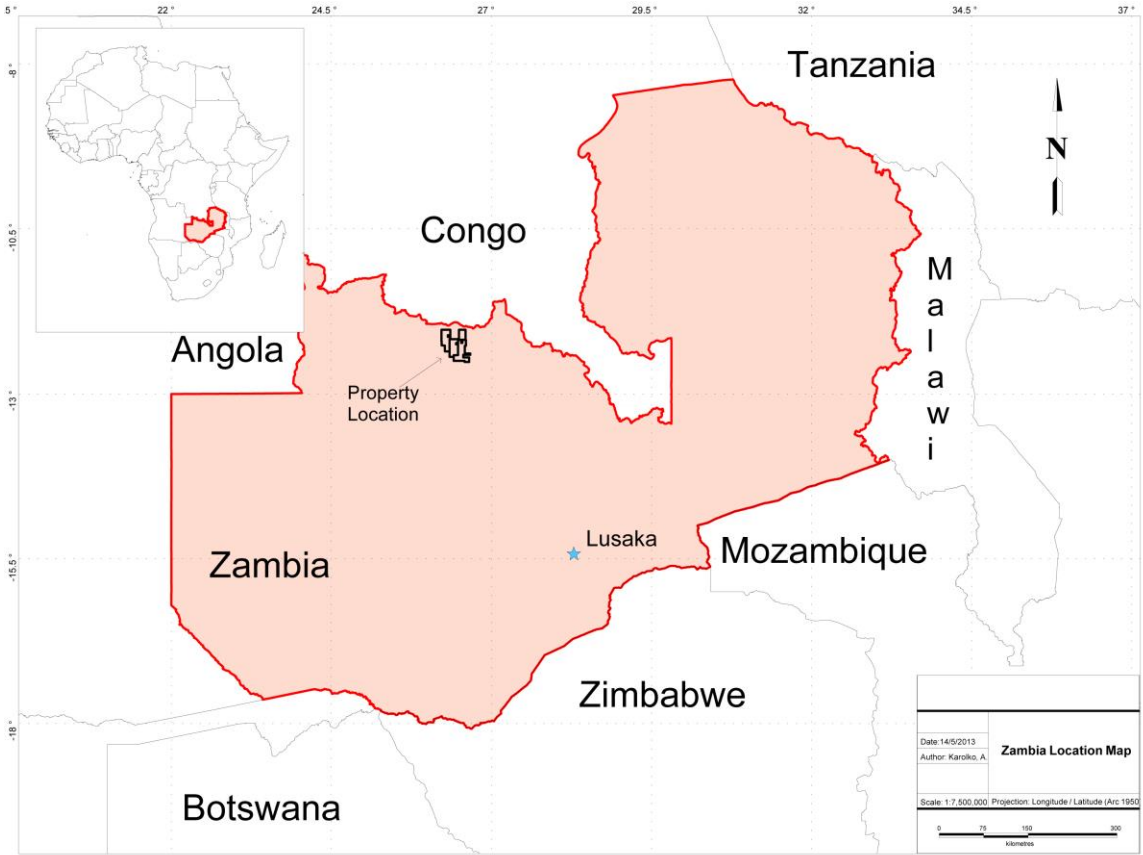 5 °
22 °
24.5 °
27 °
29.5 °
32 °
34.5 °
37 °
-8 °
-10.5 °
-13 °
-15.5 °
-18 °
Tanzania
N
Congo
Malawi
Angola
Property
Location
Lusaka
Zambia
Mozambique
Zimbabwe
Botswana
Date:14/5/2013
Author: Karolko, A.
Zambia Location Map
Scale: 1:7,500,000
Projection: Longitude / Latitude (Arc 1950
0 75 150 300
kilometres